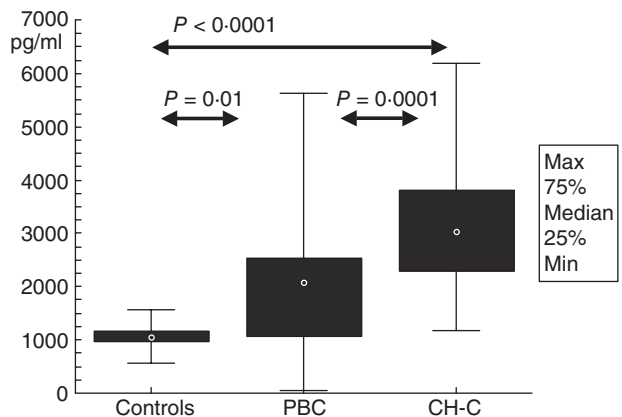 7000
pg/ml
6000
5000
4000
3000
2000
1000
0
P < 0·0001
P = 0·01
P = 0·0001
Max
75%
Median
25%
Min
Controls
PBC
CH-C